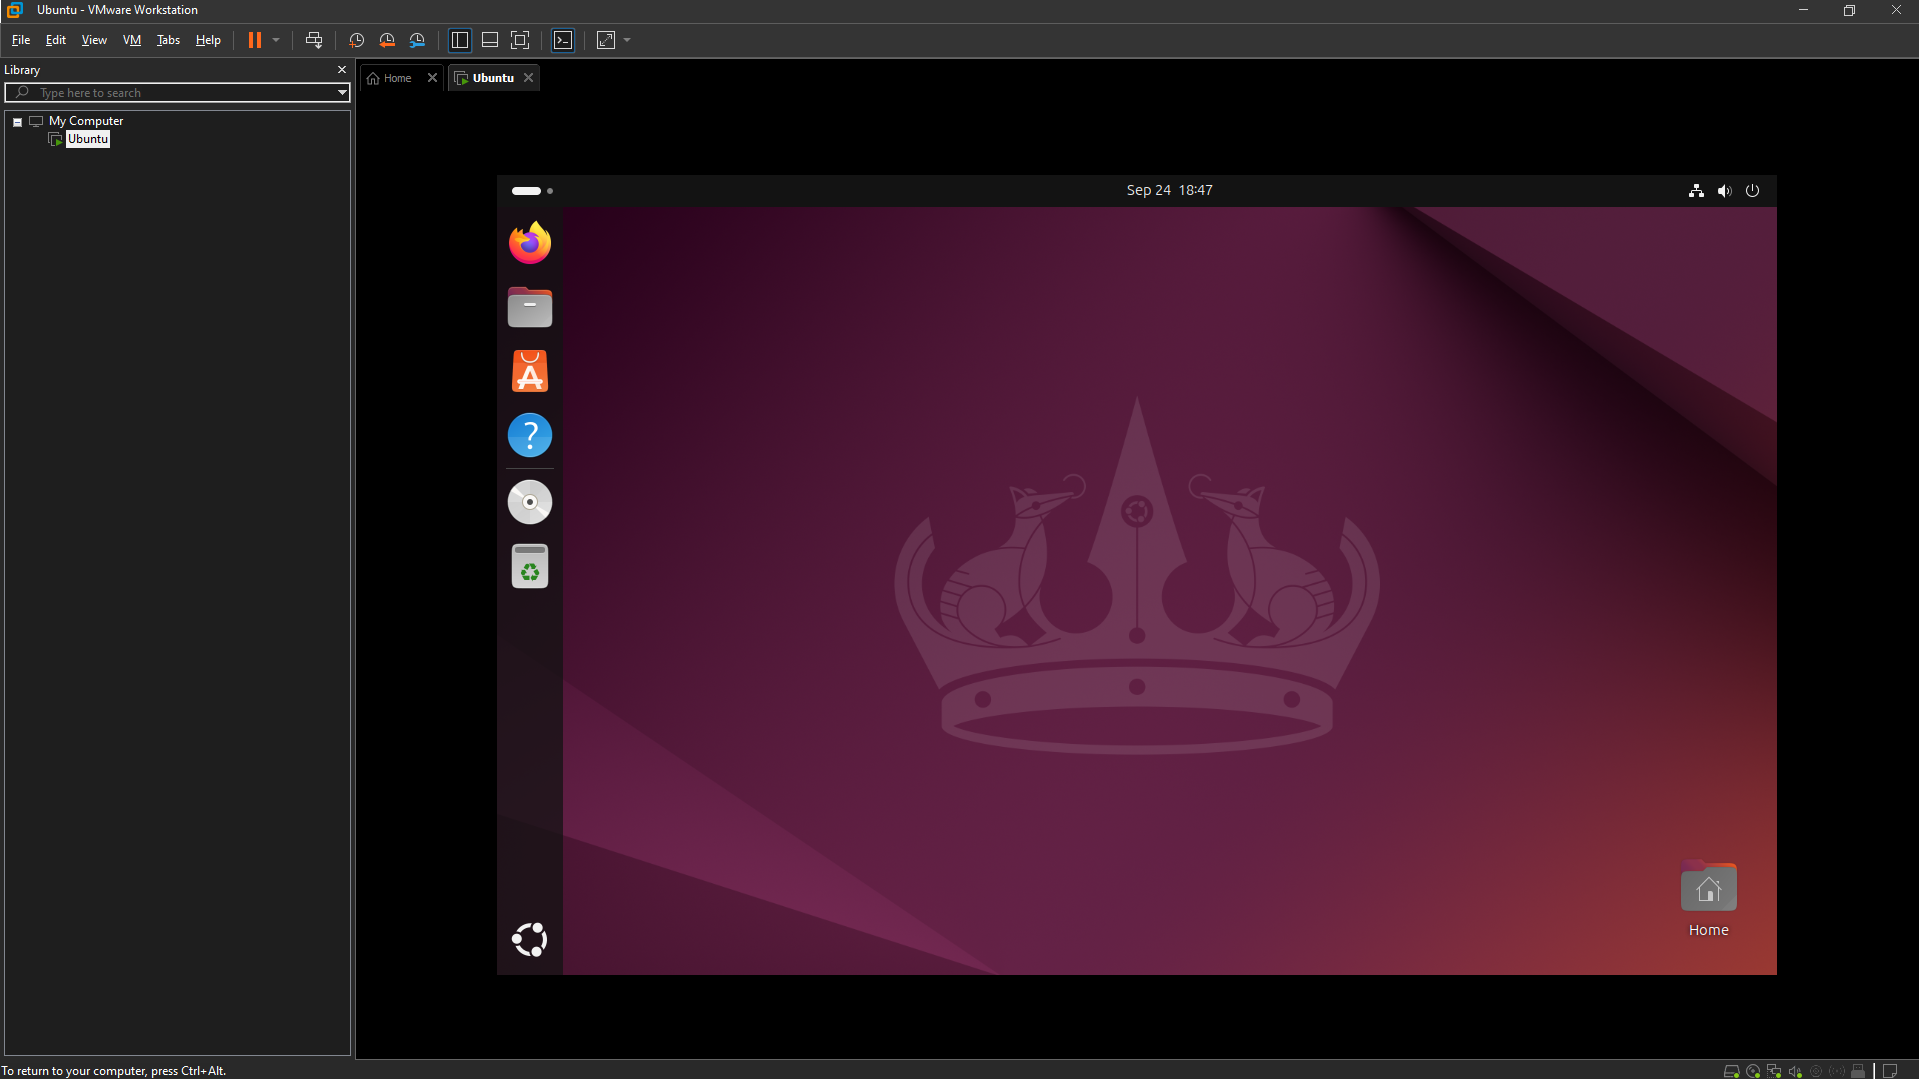 Ubuntu - VMware Workstation
File Edit View VM Tabs Help
Library
Home
Ubuntu
Type here to search
My Computer
Ubuntu
Sep 24 18:47
Home
To return to your computer, press Ctrl+Alt.